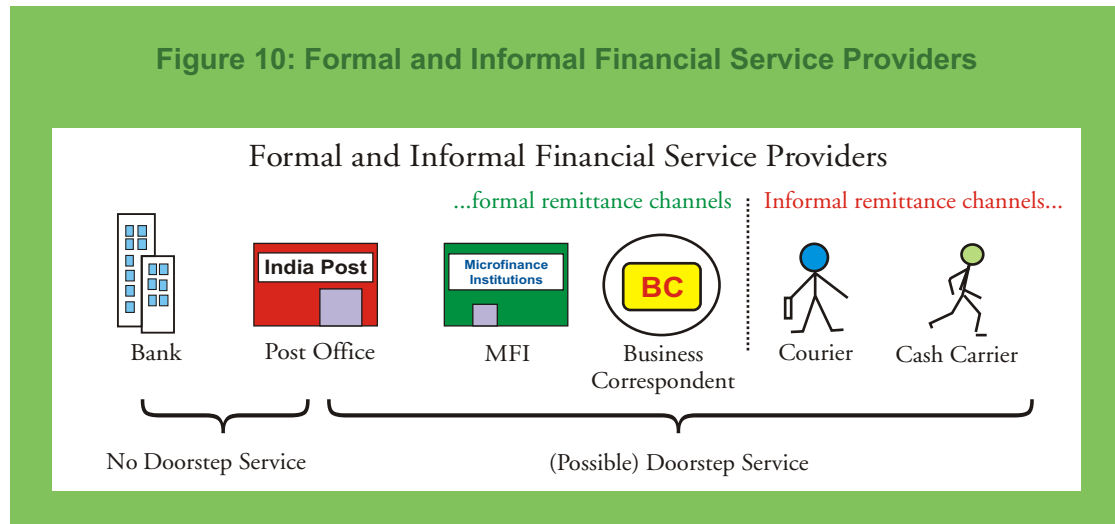 Figure 10: Formal and Informal Financial Service Providers
Formal and Informal Financial Service Providers
...formal remittance channels
Informal remittance channels...
India Post
Microfinance
Institutions
BC
Bank
Post Office
MFI
Business
Correspondent
Courier
Cash Carrier
No Doorstep Service
(Possible) Doorstep Service